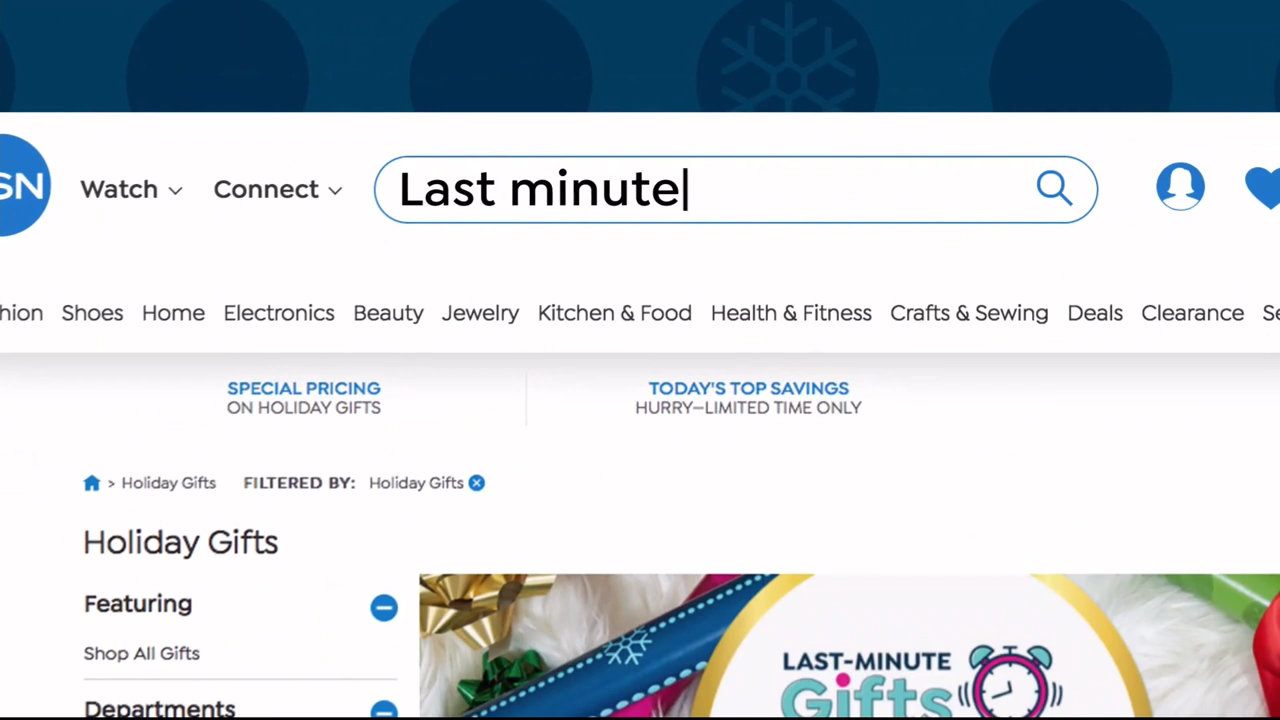 SN Watch Connect Last minute
hion Shoes Home Electronics Beauty Jewelry Kitchen & Food Health & Fitness Crafts & Sewing Deals Clearance Se
SPECIAL PRICING
ON HOLIDAY GIFTS
TODAY'S TOP SAVINGS
HURRY—LIMITED TIME ONLY
> Holiday Gifts FILTERED BY: Holiday Gifts
Holiday Gifts
Featuring
Shop All Gifts
Departments
LAST-MINUTE
Gifts